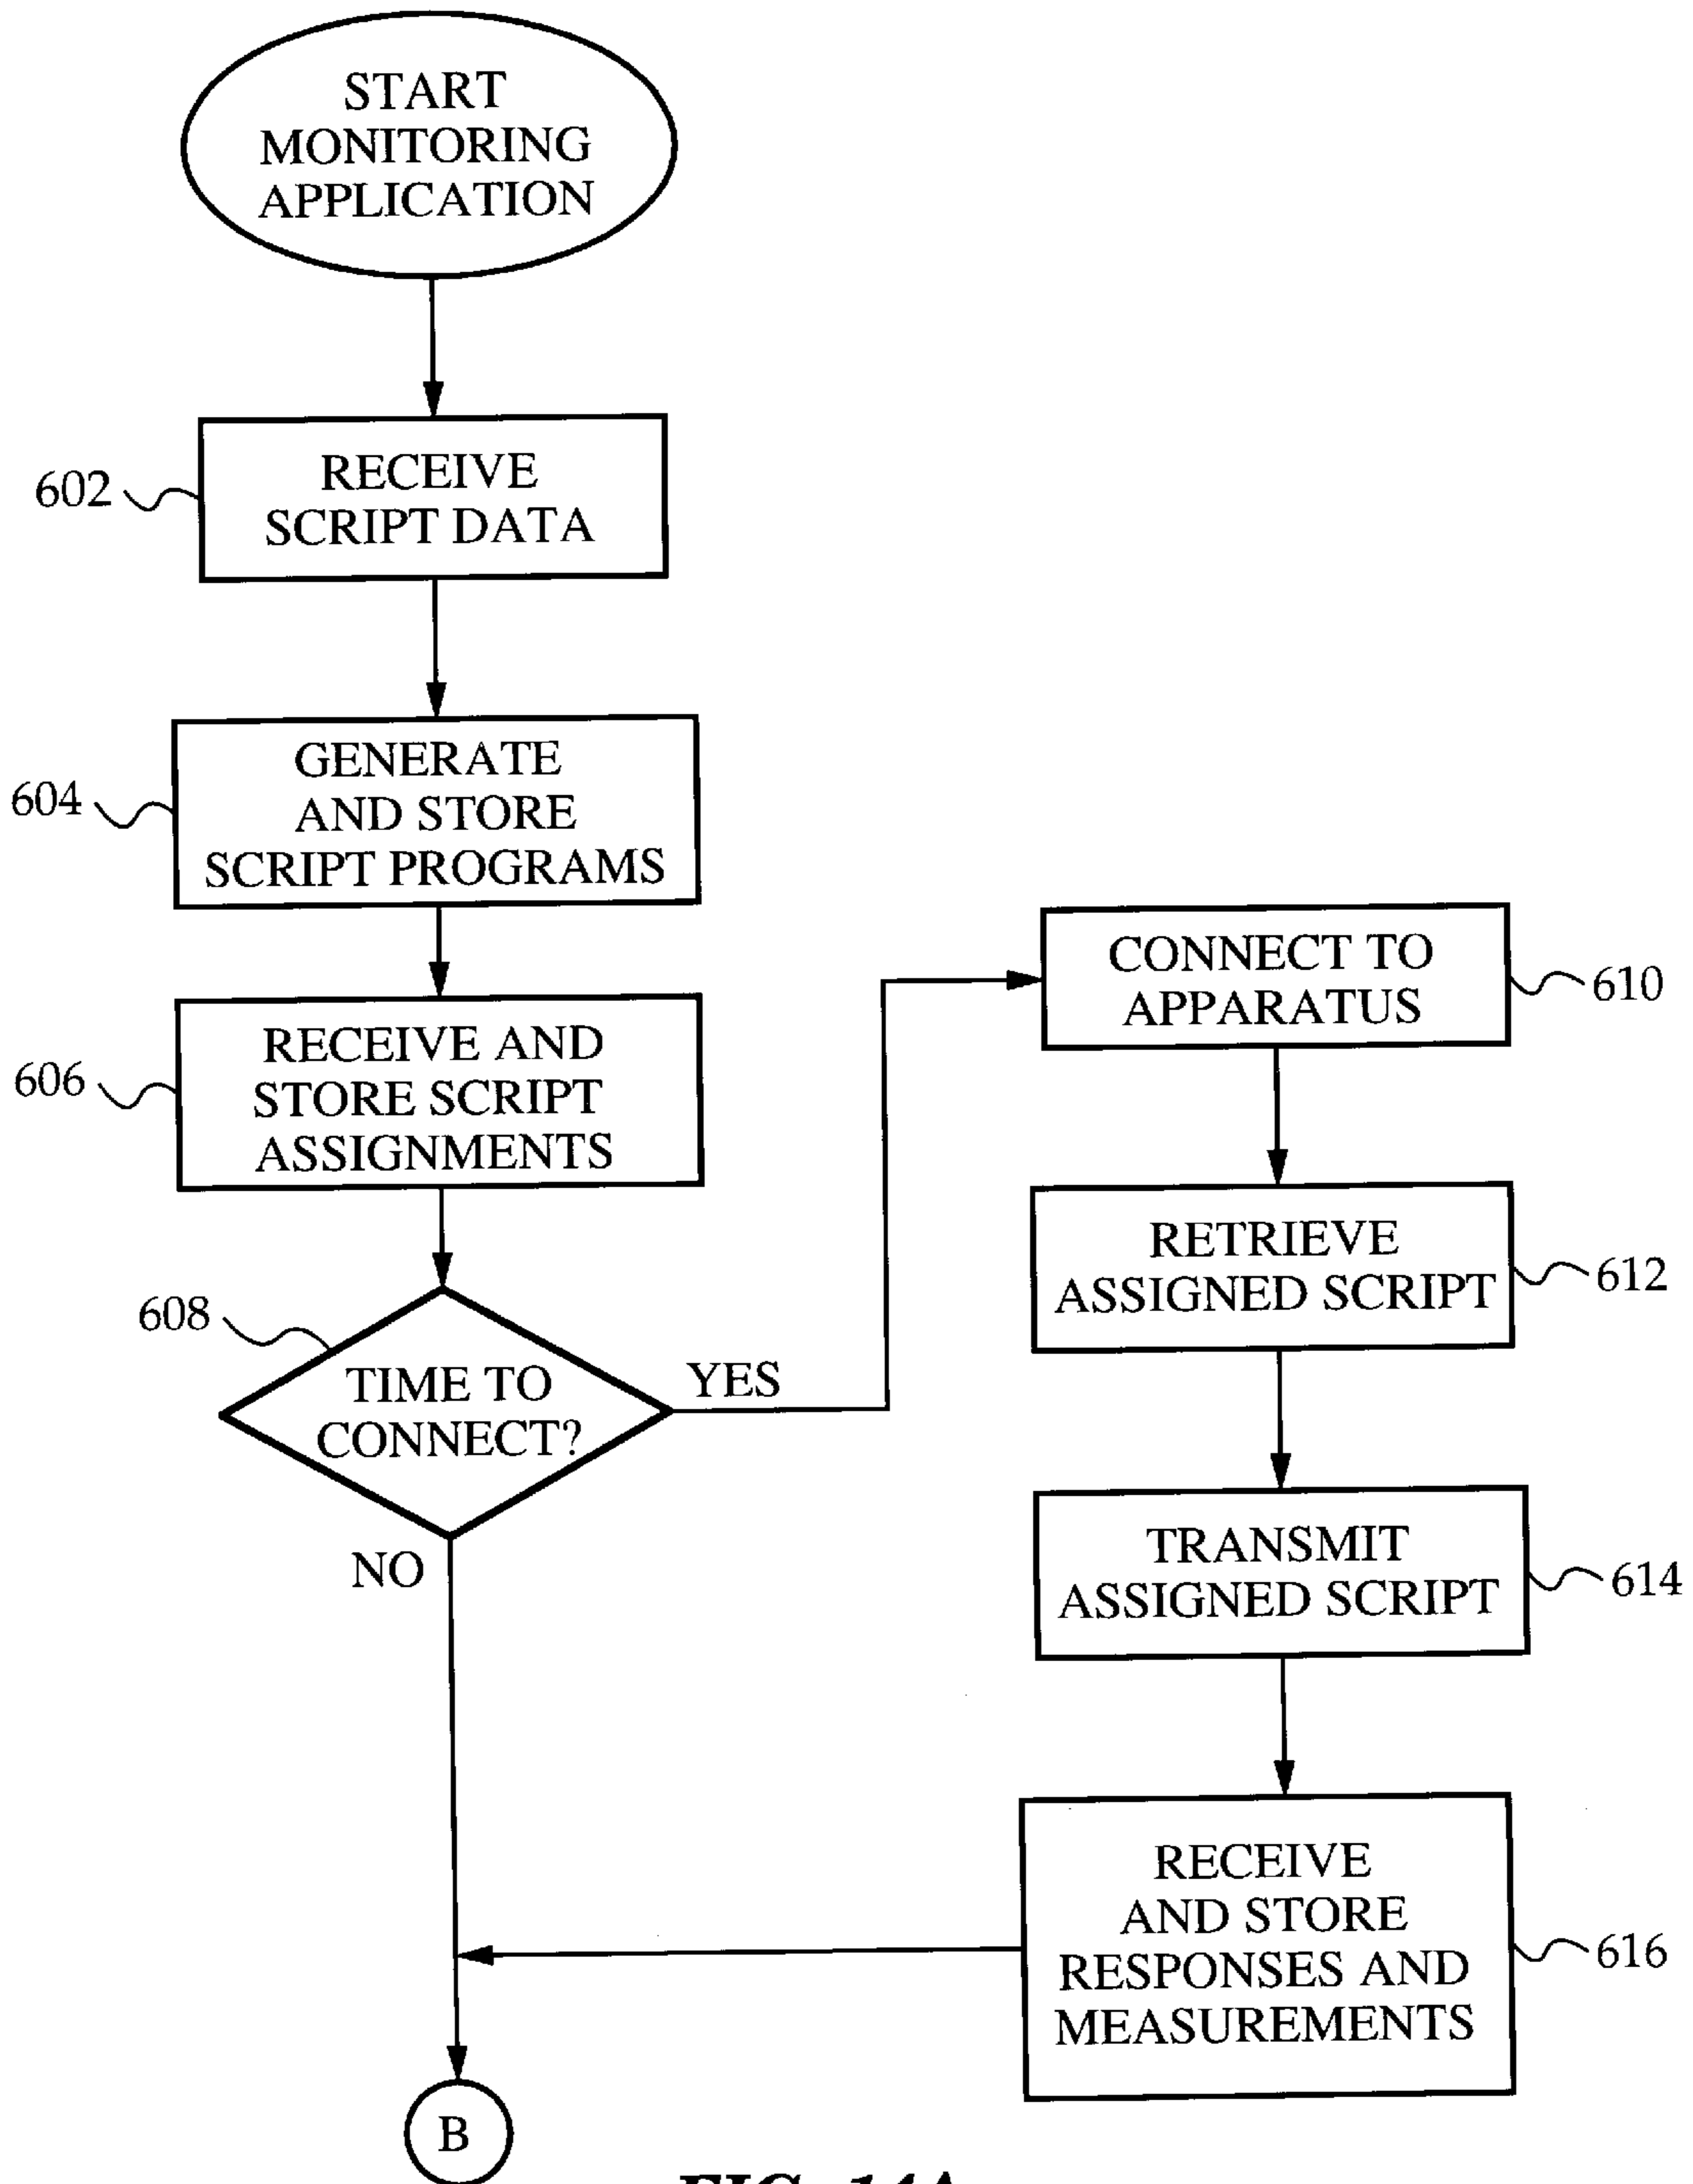 START
MONITORING
APPLICATION
602
RECEIVE
SCRIPT DATA
604
GENERATE
AND STORE
SCRIPT PROGRAMS
606
RECEIVE AND
STORE SCRIPT
ASSIGNMENTS
608
TIME TO
CONNECT?
YES
NO
CONNECT TO
APPARATUS
610
RETRIEVE
ASSIGNED SCRIPT
612
TRANSMIT
ASSIGNED SCRIPT
614
RECEIVE
AND STORE
RESPONSES AND
MEASUREMENTS
616
B
FIG. 14A